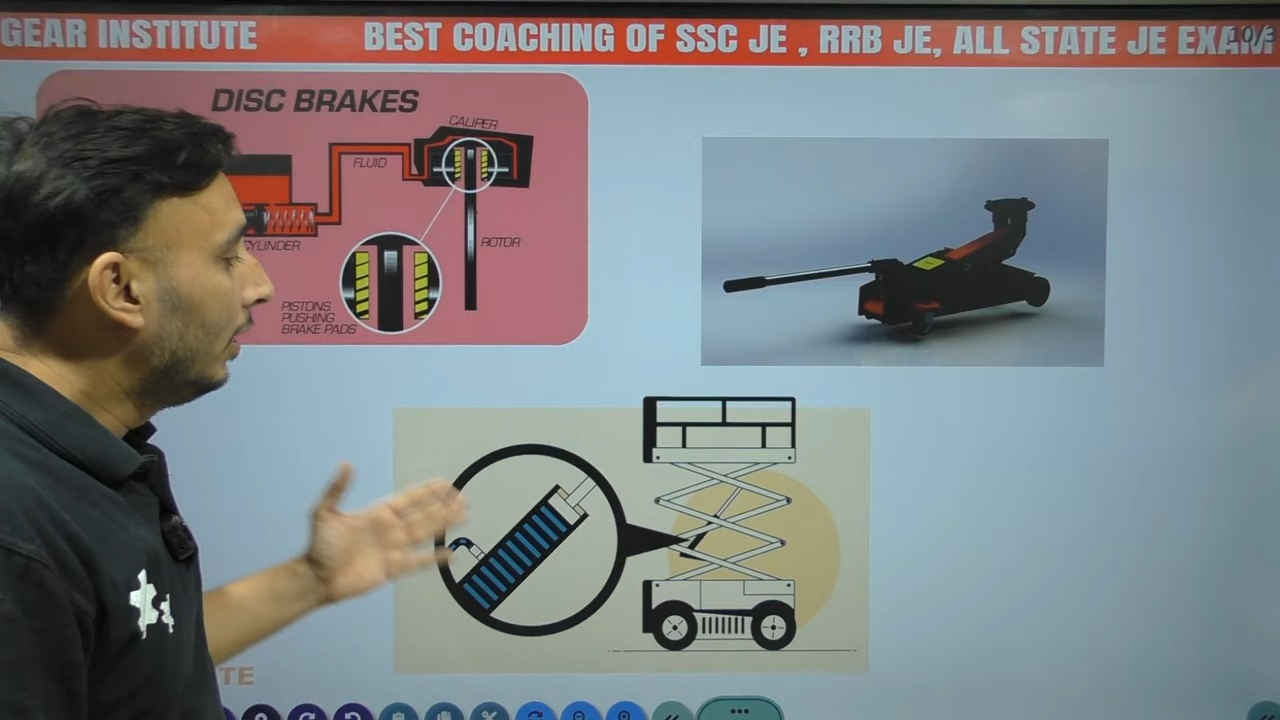 GEAR INSTITUTE BEST COACHING OF SSC JE , RRB JE, ALL STATE JE EXAM
DISC BRAKES
CALIPER
FLUID
CYLINDER
ROTOR
PISTONS
PUSHING
BRAKE PADS
TE